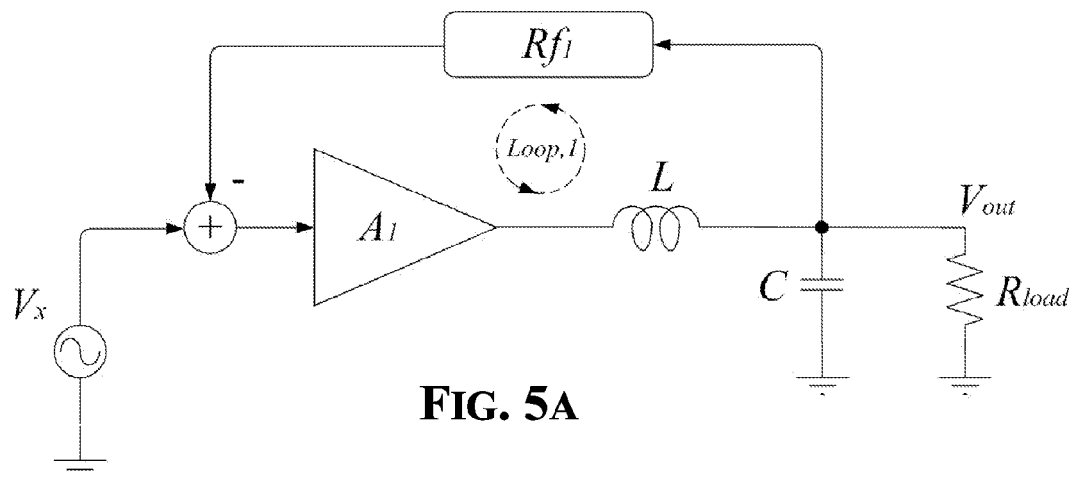 Rf1
Loop,1
L
-
+
A1
Vout
Vx
C
Rload
FIG. 5A